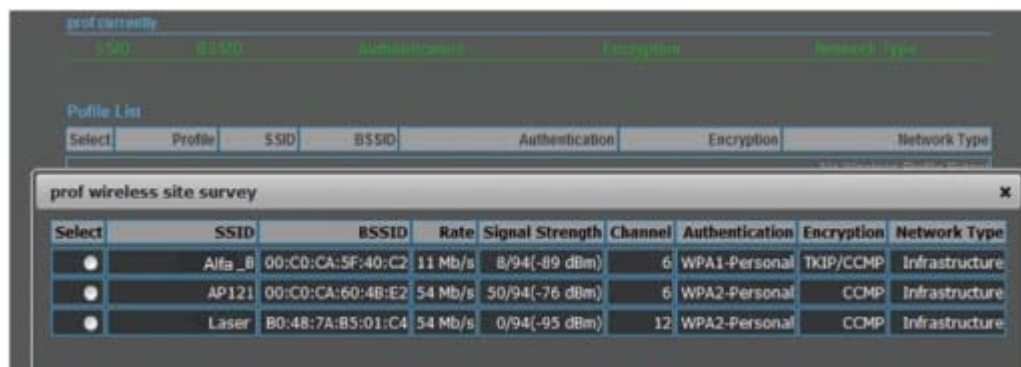 prof currently
SSID BSSID Authentication Encryption Network Type
Pofile List
Select Profile SSID BSSID Authentication Encryption Network Type
prof wireless site survey x
Select SSID BSSID Rate Signal Strength Channel Authentication Encryption Network Type
Alfa_B 00:C0:CA:5F:40:C2 11 Mb/s 8/94(-89 dBm) 6 WPA1-Personal TKIP/CCMP Infrastructure
AP121 00:C0:CA:60:4B:E2 54 Mb/s 50/94(-76 dBm) 6 WPA2-Personal CCMP Infrastructure
Laser B0:48:7A:B5:01:C4 54 Mb/s 0/94(-95 dBm) 12 WPA2-Personal CCMP Infrastructure